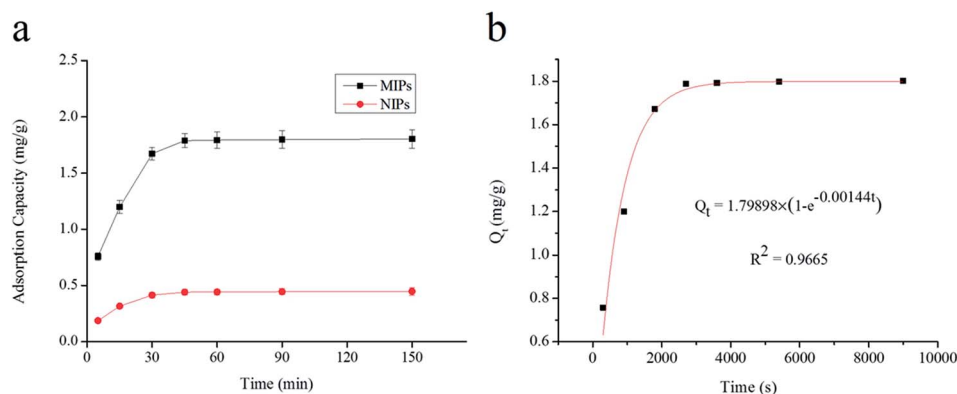 a
2.5
2.0
1.5
1.0
0.5
0.0
Adsorption Capacity (mg/g)
MIPs
NIPs
0 30 60 90 120 150
Time (min)
b
1.8
1.6
1.4
1.2
1.0
0.8
0.6
Qt (mg/g)
Qt = 1.79898×(1-e-0.00144t)
R2 = 0.9665
0 2000 4000 6000 8000 10000
Time (s)